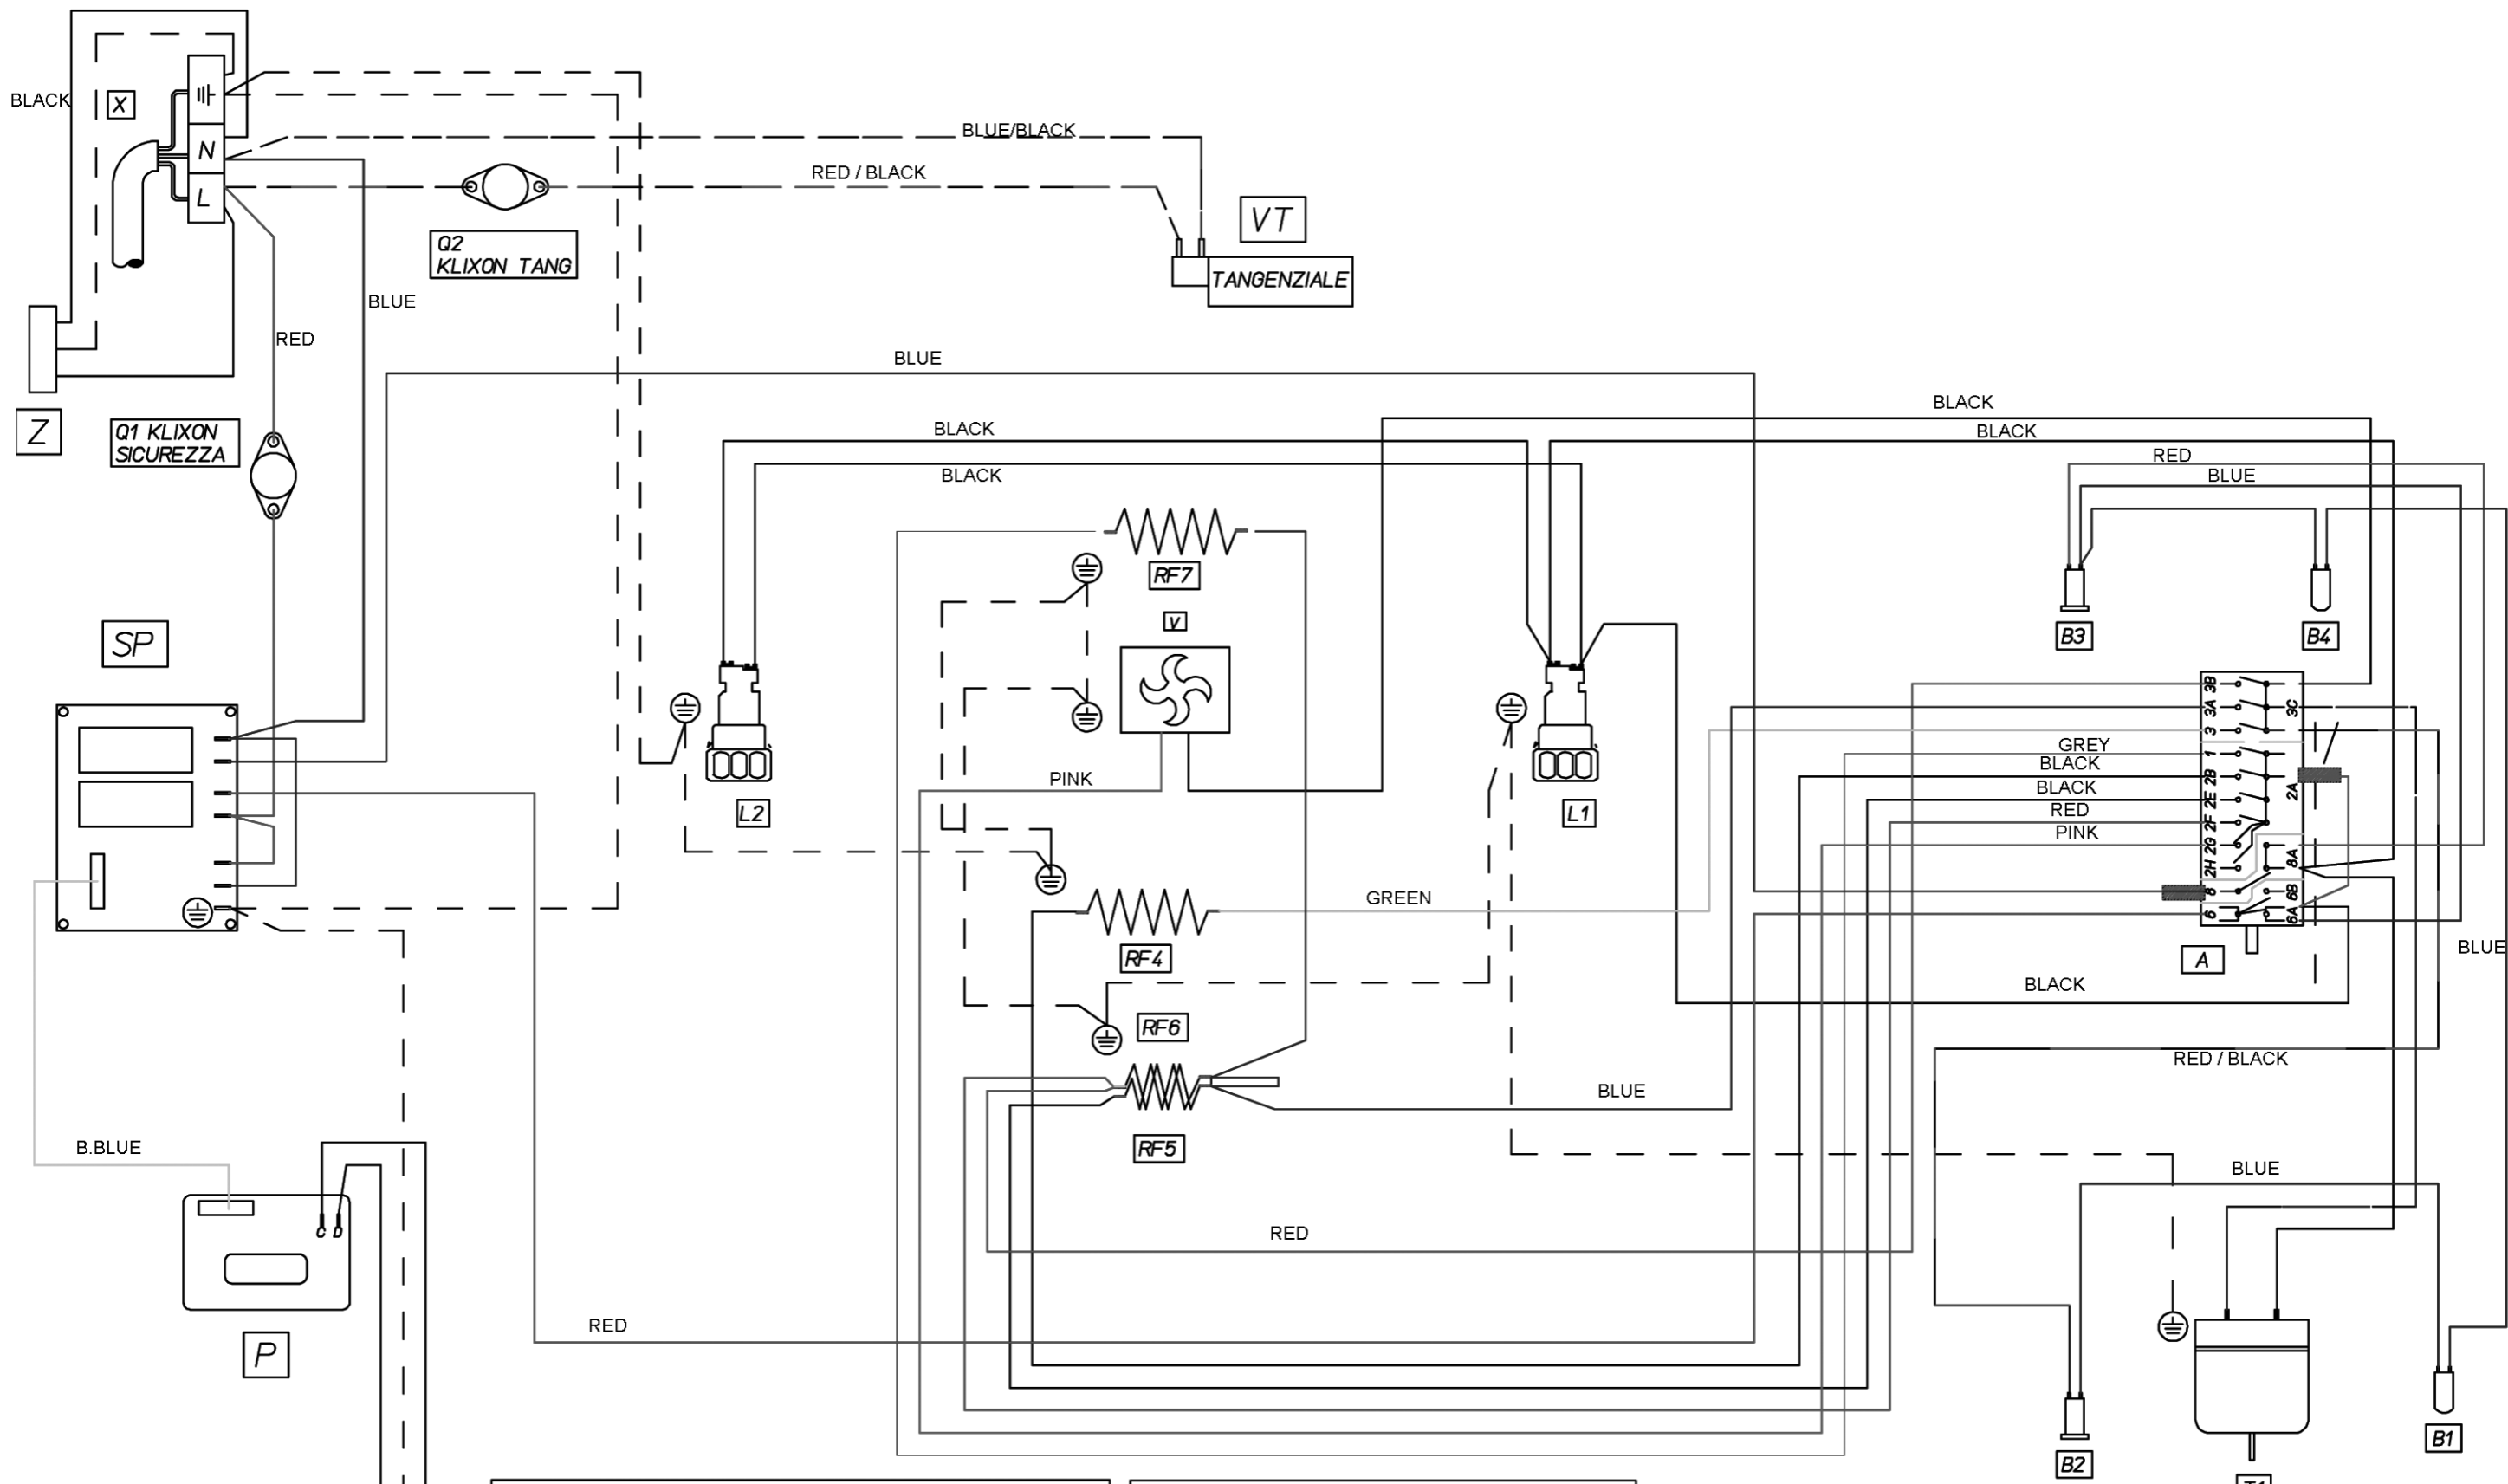 BLACK
X
N
L
BLUE/BLACK
RED / BLACK
Q2
KLIXON TANG
VT
TANGENZIALE
BLUE
RED
BLUE
Z
Q1 KLIXON
SICUREZZA
BLACK
BLACK
BLACK
BLACK
RED
BLUE
RF7
V
SP
B3
B4
3B
3A
3
1
2B
2E
2F
2G
2H
8
6
3C
2A
8A
6B
6A
GREY
BLACK
BLACK
RED
PINK
PINK
L2
L1
GREEN
RF4
A
BLUE
BLACK
RF6
RED / BLACK
BLUE
RF5
B.BLUE
BLUE
C D
RED
P
RED
B2
B1